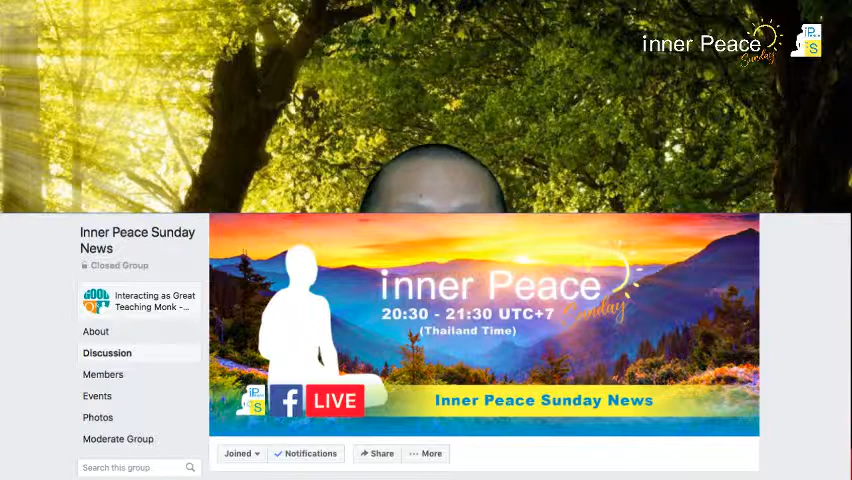 inner Peace
Sunday
iP
S
Inner Peace Sunday
News
Closed Group
GOOL
Interacting as Great
Teaching Monk -...
About
Discussion
Members
Events
Photos
Moderate Group
Search this group
inner Peace
Sunday
20:30 - 21:30 UTC+7
(Thailand Time)
S
f LIVE
Inner Peace Sunday News
Joined
Notifications
Share
··· More